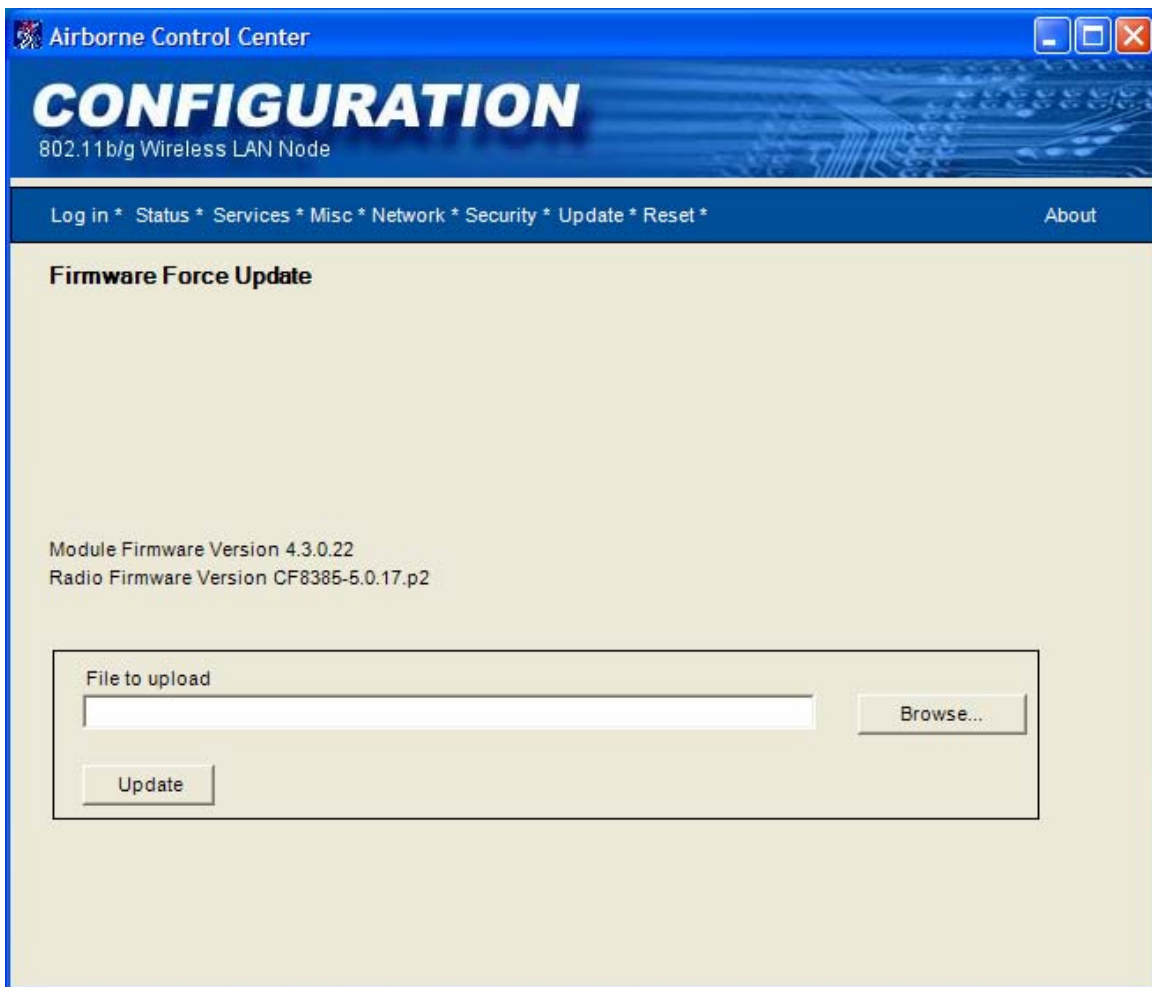 Airborne Control Center
CONFIGURATION
802.11b/g Wireless LAN Node
Log in * Status * Services * Misc * Network * Security * Update * Reset * About
Firmware Force Update
Module Firmware Version 4.3.0.22
Radio Firmware Version CF8385-5.0.17.p2
File to upload
Browse...
Update